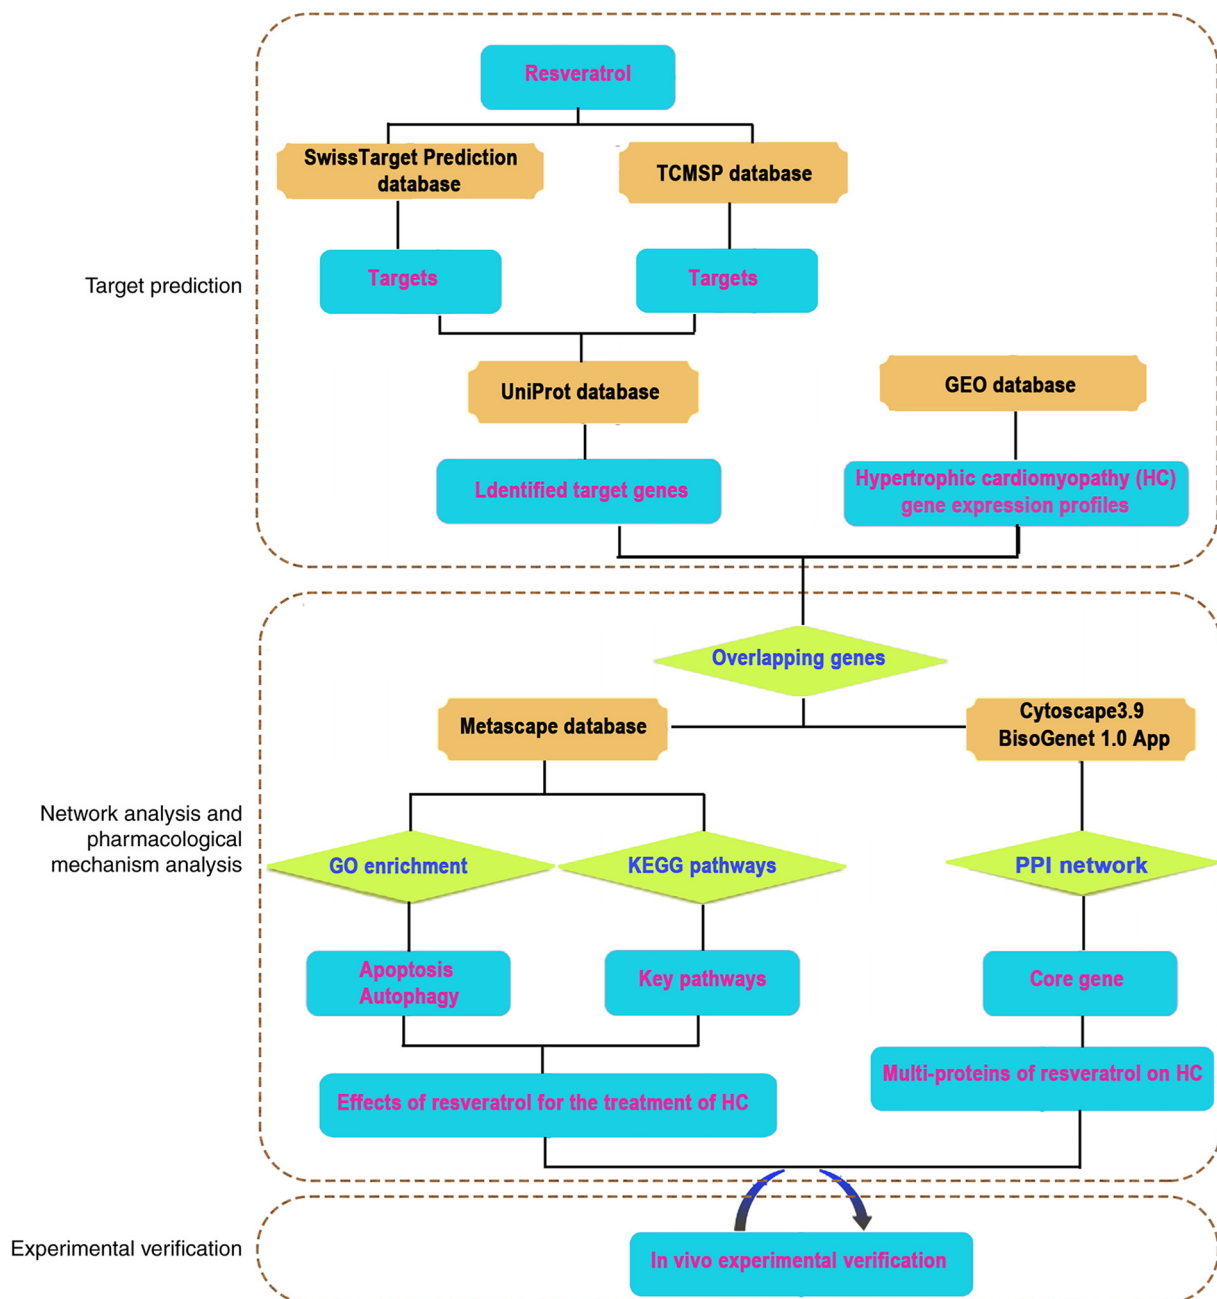 Resveratrol
SwissTarget Prediction
database
TCMSP database
Target prediction
Targets
Targets
UniProt database
GEO database
Ldentified target genes
Hypertrophic cardiomyopathy (HC)
gene expression profiles
Overlapping genes
Metascape database
Cytoscape3.9
BisoGenet 1.0 App
Network analysis and
pharmacological
mechanism analysis
GO enrichment
KEGG pathways
PPI network
Apoptosis
Autophagy
Key pathways
Core gene
Effects of resveratrol for the treatment of HC
Multi-proteins of resveratrol on HC
Experimental verification
In vivo experimental verification